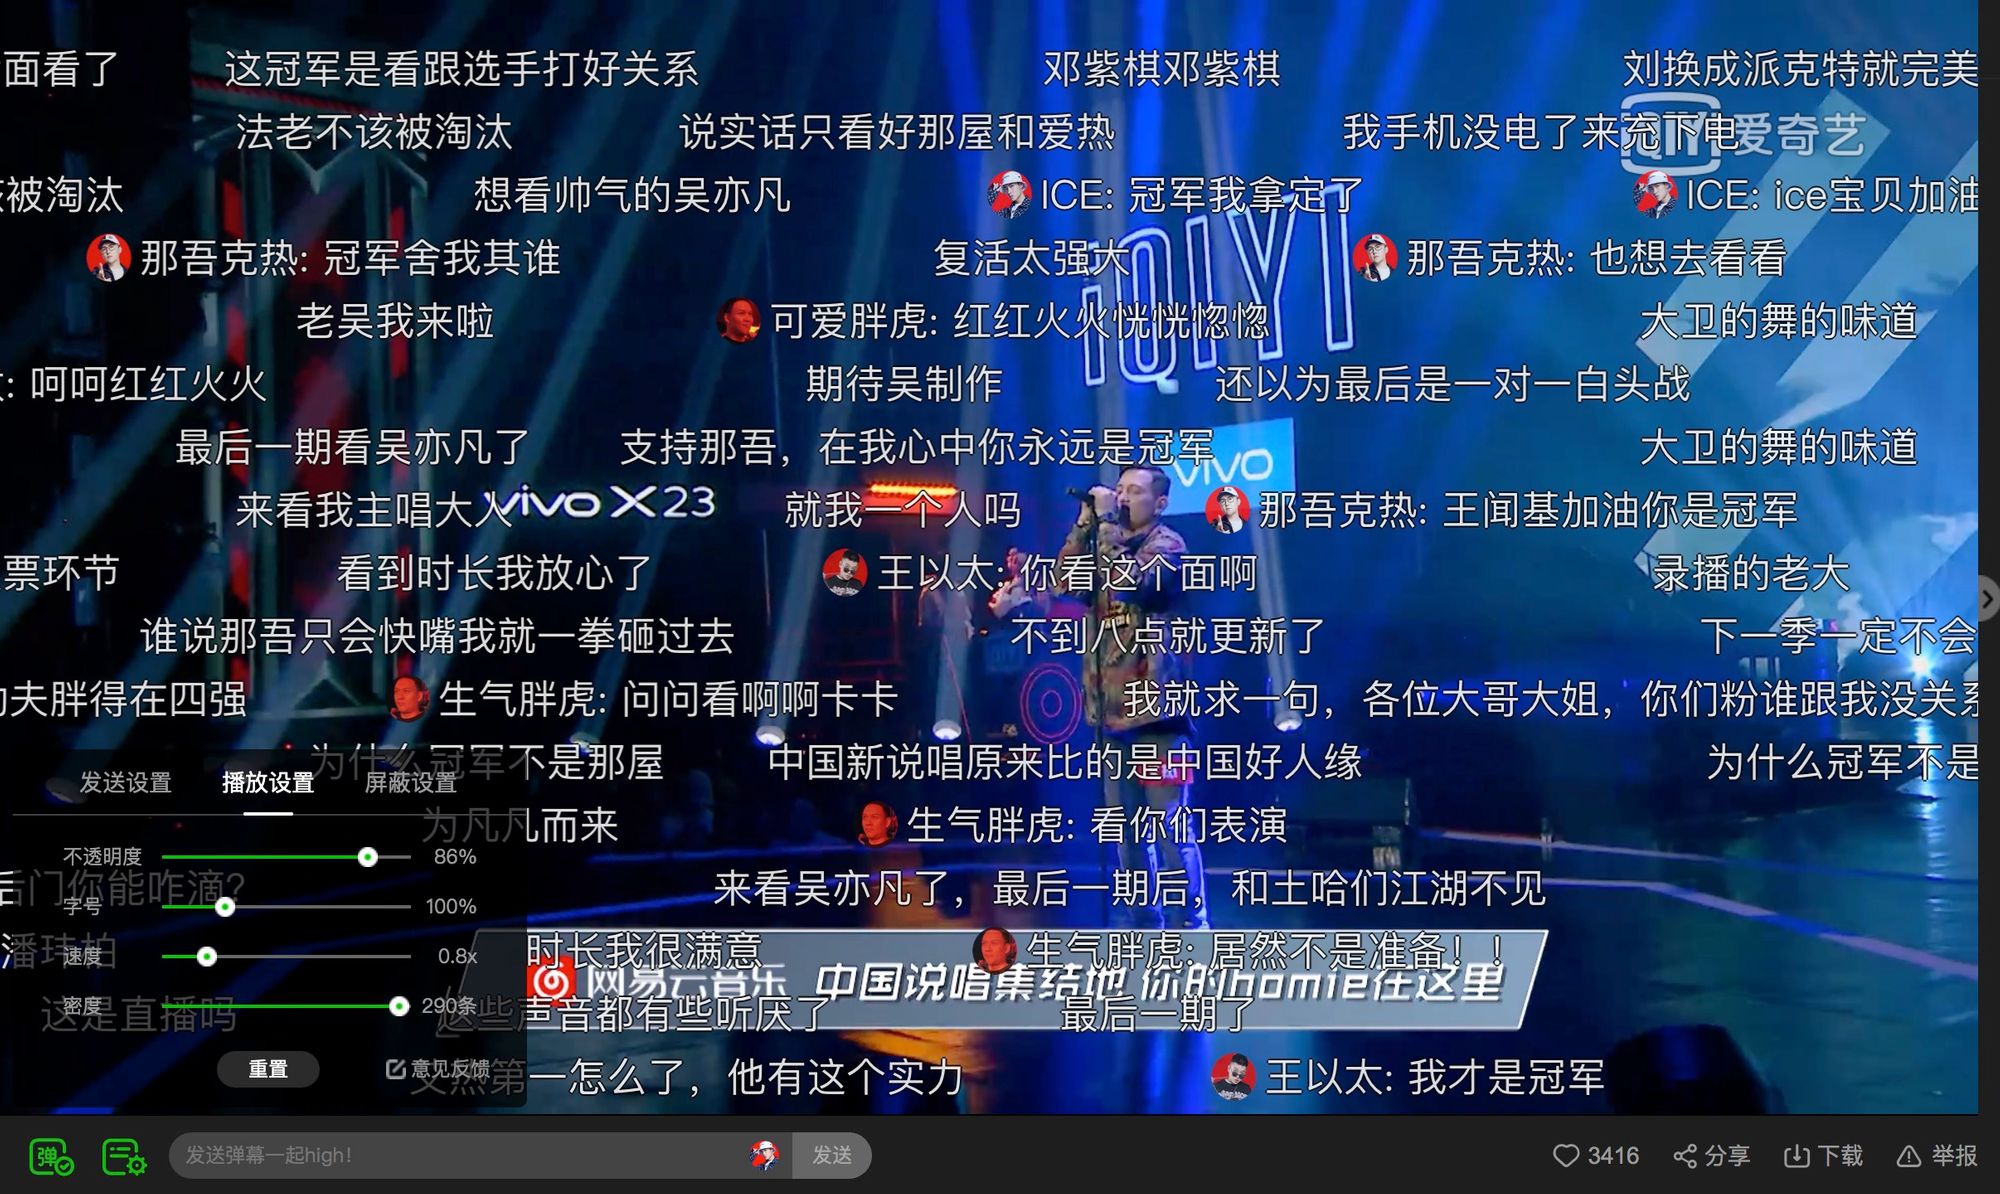 面看了 这冠军是看跟选手打好关系 邓紫棋邓紫棋 刘换成派克特就完美
法老不该被淘汰 说实话只看好那屋和爱热 我手机没电了来充下电
QIY 爱奇艺
被淘汰 想看帅气的吴亦凡 ICE: 冠军我拿定了 ICE: ice宝贝加油
那吾克热: 冠军舍我其谁 复活太强大 那吾克热: 也想去看看
iQIYI
老吴我来啦 可爱胖虎: 红红火火恍恍惚惚 大卫的舞的味道
: 呵呵红红火火 期待吴制作 还以为最后是一对一白头战
最后一期看吴亦凡了 支持那吾，在我心中你永远是冠军 大卫的舞的味道
vivo
来看我主唱大人 vivo X23 就我一个人吗 那吾克热: 王闻基加油你是冠军
票环节 看到时长我放心了 王以太: 你看这个面啊 录播的老大
谁说那吾只会快嘴我就一拳砸过去 不到八点就更新了 下一季一定不会
夫胖得在四强 生气胖虎: 问问看啊啊卡卡 我就求一句，各位大哥大姐，你们粉谁跟我没关系
为什么冠军不是那屋 中国新说唱原来比的是中国好人缘 为什么冠军不是
发送设置 播放设置 屏蔽设置
为凡凡而来 生气胖虎: 看你们表演
不透明度 86%
后门你能咋滴? 来看吴亦凡了，最后一期后，和土哈们江湖不见
字号 100%
潘玮柏 时长我很满意 生气胖虎: 居然不是准备！！
速度 0.8x
网易云音乐 中国说唱集结地 你的homie在这里
密度 290条
这是直播吗 这些声音都有些听厌了 最后一期了
重置 意见反馈
艾热第一怎么了，他有这个实力 王以太: 我才是冠军
弹 发送弹幕一起high! 发送 3416 分享 下载 举报